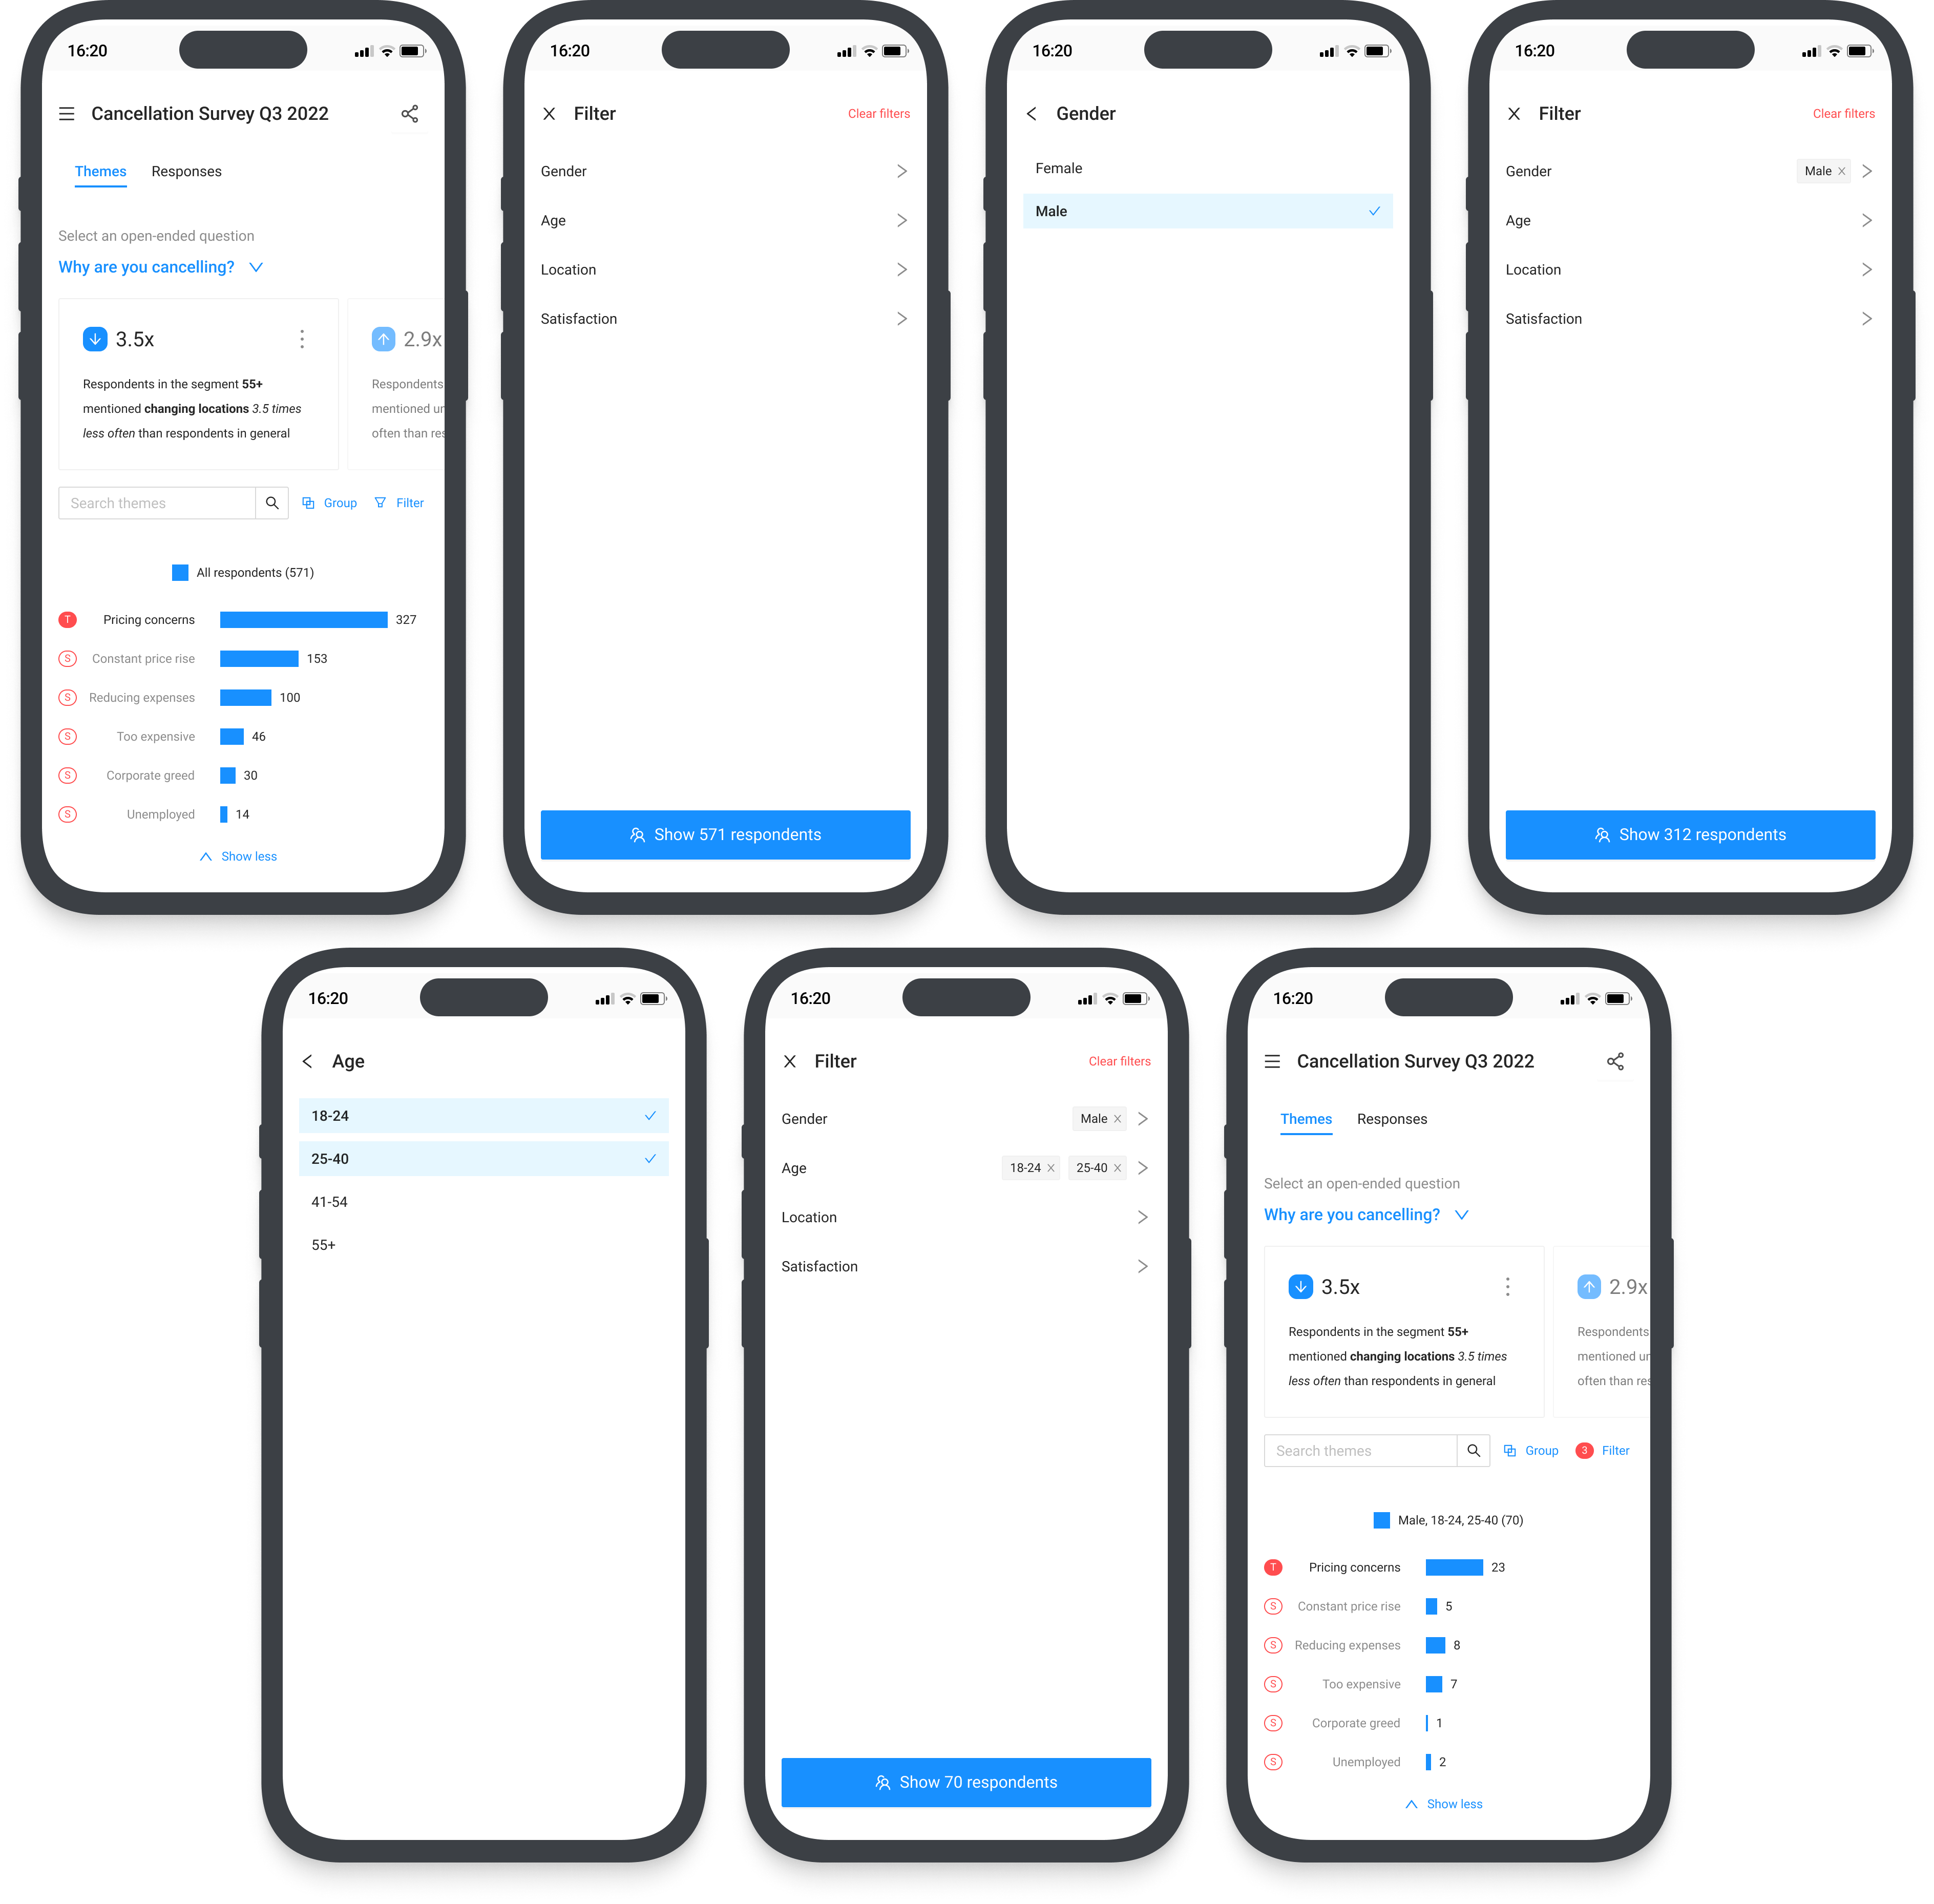 16:20
Cancellation Survey Q3 2022
Themes Responses
Select an open-ended question
Why are you cancelling?
3.5x
Respondents in the segment 55+
mentioned changing locations 3.5 times
less often than respondents in general
2.9x
Respondents
mentioned
often than
Search themes
Group Filter
All respondents (571)
T Pricing concerns 327
S Constant price rise 153
S Reducing expenses 100
S Too expensive 46
S Corporate greed 30
S Unemployed 14
Show less
16:20
Filter Clear filters
Gender
Age
Location
Satisfaction
Show 571 respondents
16:20
Gender
Female
Male
16:20
Filter Clear filters
Gender Male
Age
Location
Satisfaction
Show 312 respondents
16:20
Age
18-24
25-40
41-54
55+
16:20
Filter Clear filters
Gender Male
Age 18-24 25-40
Location
Satisfaction
Show 70 respondents
16:20
Cancellation Survey Q3 2022
Themes Responses
Select an open-ended question
Why are you cancelling?
3.5x
Respondents in the segment 55+
mentioned changing locations 3.5 times
less often than respondents in general
2.9x
Respondents
mentioned
often than
Search themes
Group 3 Filter
Male, 18-24, 25-40 (70)
T Pricing concerns 23
S Constant price rise 5
S Reducing expenses 8
S Too expensive 7
S Corporate greed 1
S Unemployed 2
Show less